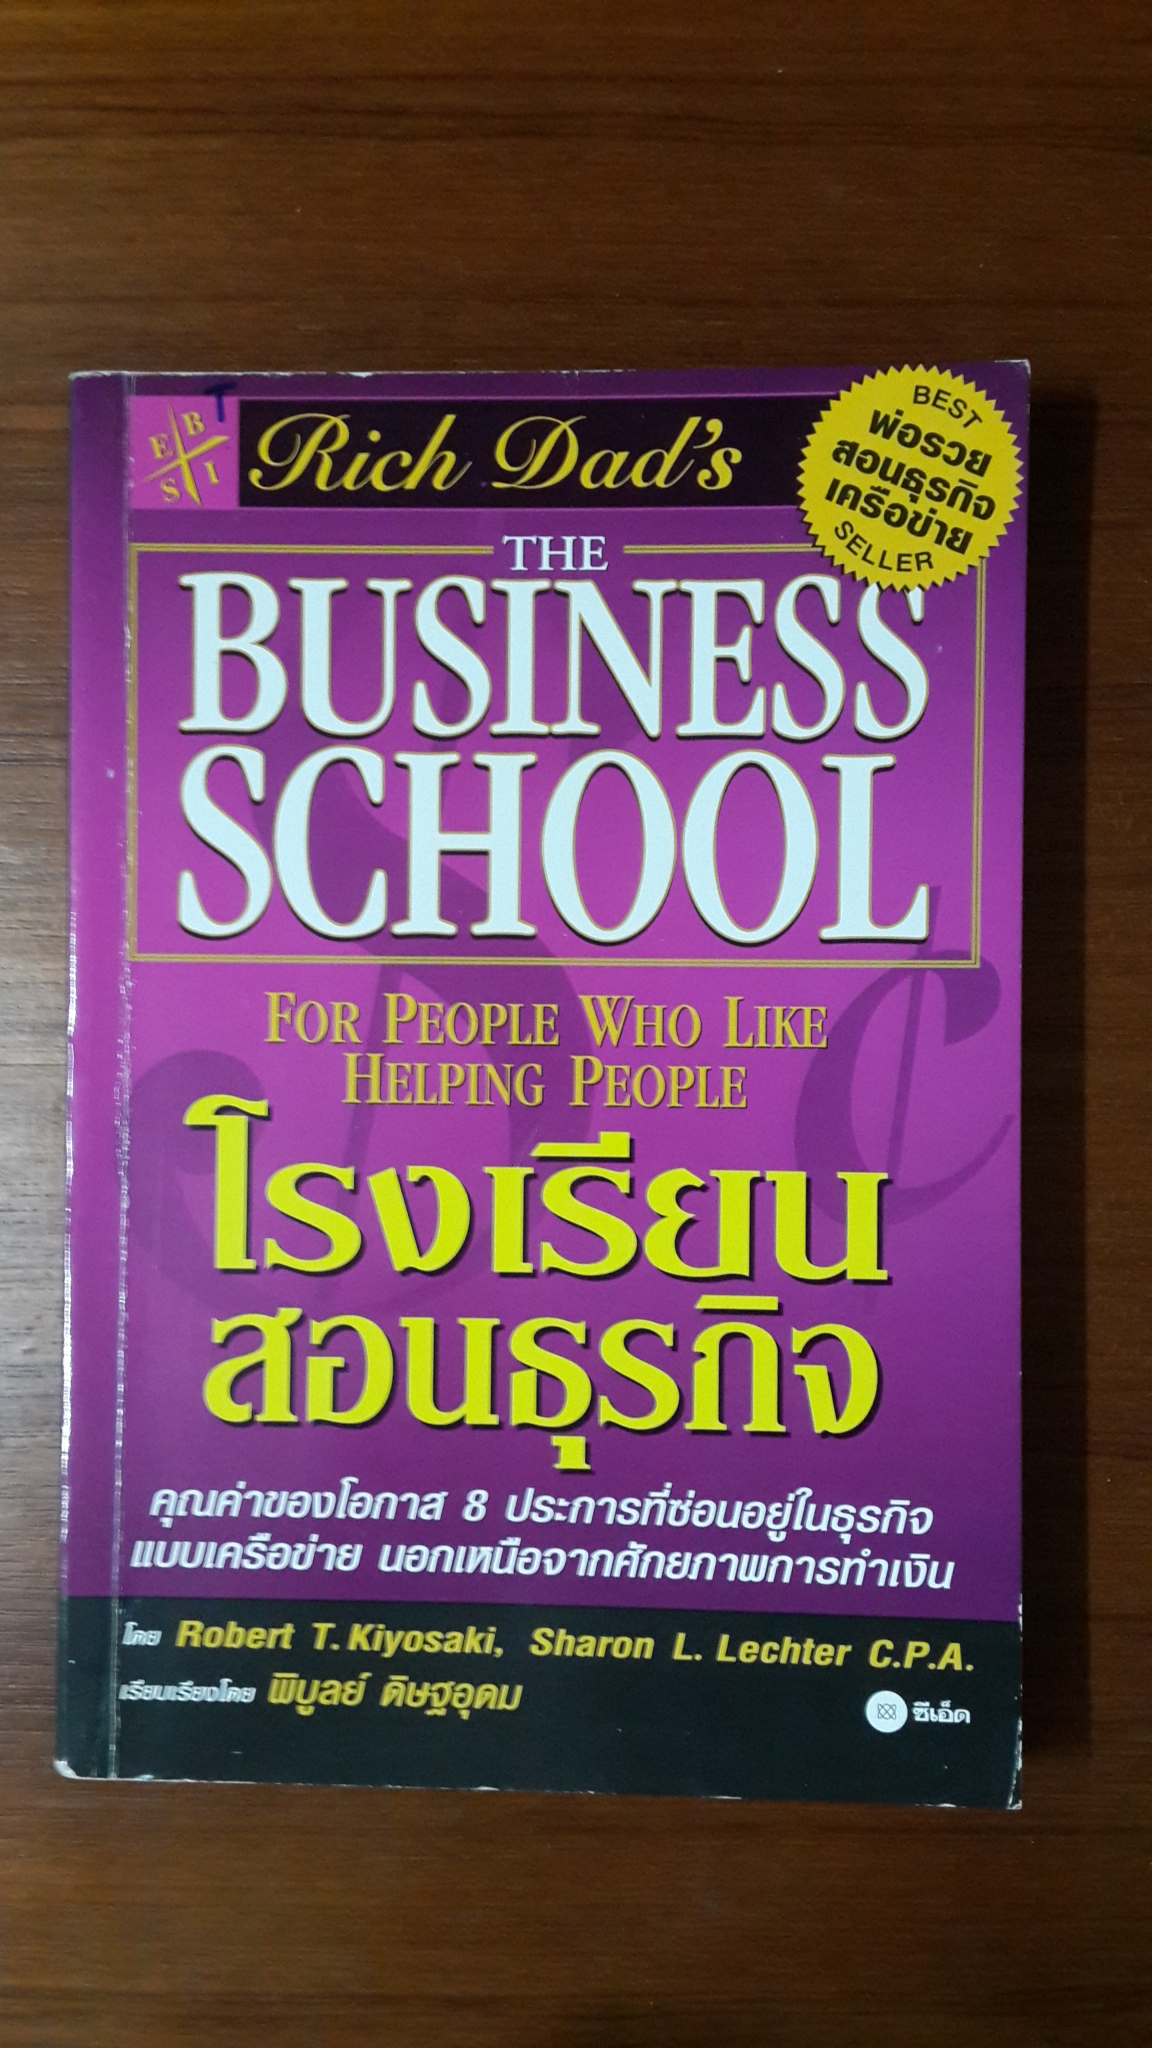 E B
S I
T
Rich Dad's
BEST
พ่อรวย
สอนธุรกิจ
เครือข่าย
SELLER
THE
BUSINESS
SCHOOL
FOR PEOPLE WHO LIKE
HELPING PEOPLE
โรงเรียน
สอนธุรกิจ
คุณค่าของโอกาส 8 ประการที่ซ่อนอยู่ในธุรกิจ
แบบเครือข่าย นอกเหนือจากศักยภาพการทำเงิน
โดย Robert T. Kiyosaki, Sharon L. Lechter C.P.A.
เรียบเรียงโดย พิบูลย์ ดิษฐอุดม
ซีเอ็ด